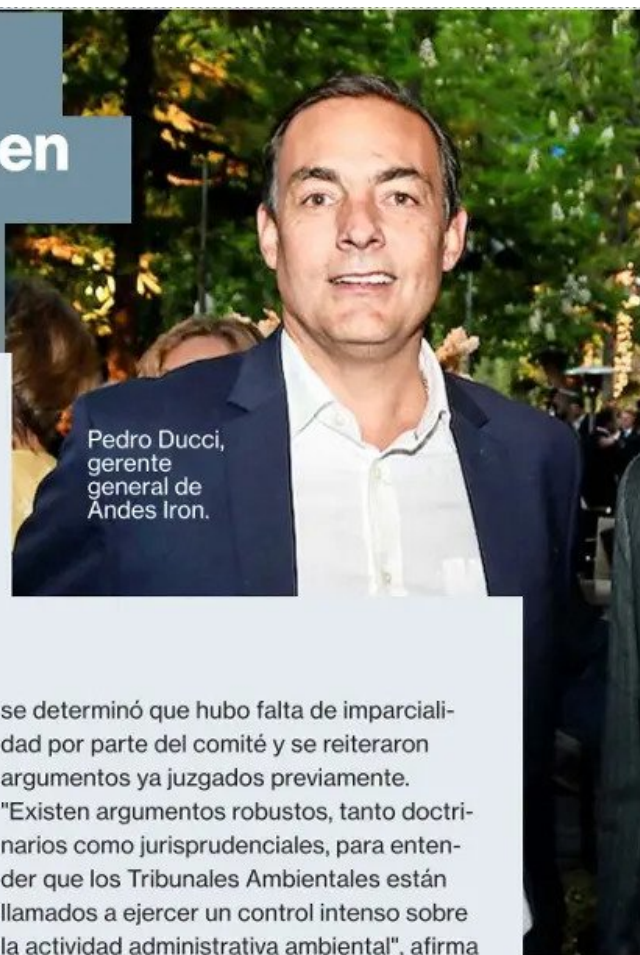 en
Pedro Ducci,
gerente
general de
Andes Iron.
se determinó que hubo falta de imparciali-
dad por parte del comité y se reiteraron
argumentos ya juzgados previamente.
"Existen argumentos robustos, tanto doctri-
narios como jurisprudenciales, para enten-
der que los Tribunales Ambientales están
llamados a ejercer un control intenso sobre
la actividad administrativa ambiental", afirma